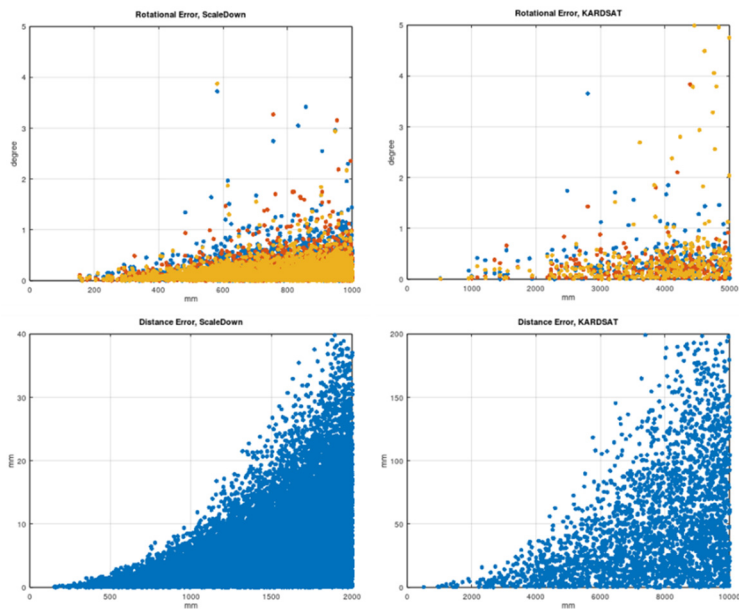 Rotational Error, ScaleDown
5
4
3
2
1
0
degree
0 200 400 600 800 1000
mm
Rotational Error, KARDSAT
5
4
3
2
1
0
degree
0 1000 2000 3000 4000 5000
mm
Distance Error, ScaleDown
40
30
20
10
0
mm
0 500 1000 1500 2000
mm
Distance Error, KARDSAT
200
150
100
50
0
mm
0 2000 4000 6000 8000 10000
mm